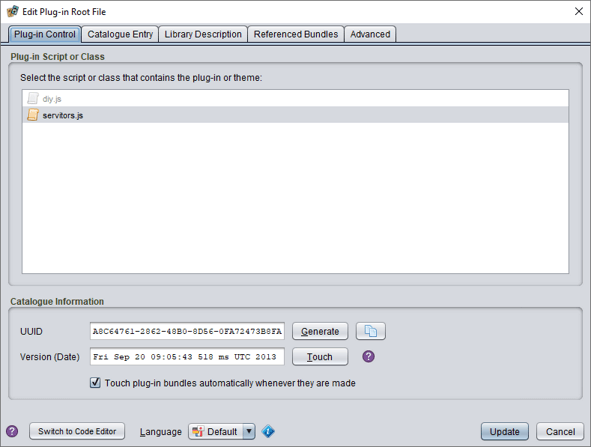 Edit Plug-in Root File
Plug-in Control Catalogue Entry Library Description Referenced Bundles Advanced
Plug-in Script or Class
Select the script or class that contains the plug-in or theme:
diy.js
servitors.js
Catalogue Information
UUID A8C64761-2862-48B0-8D56-0FA72473B8FA Generate
Version (Date) Fri Sep 20 09:05:43 518 ms UTC 2013 Touch ?
Touch plug-in bundles automatically whenever they are made
? Switch to Code Editor Language Default Update Cancel